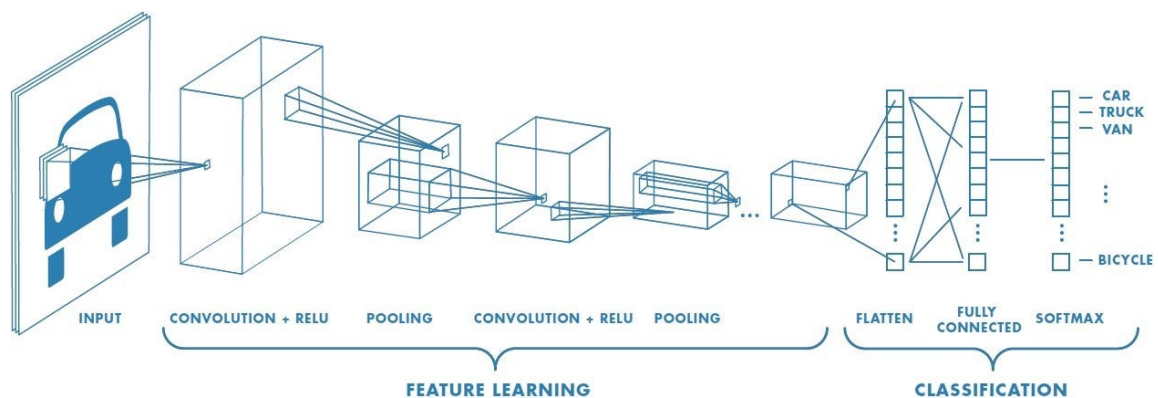 CAR
TRUCK
VAN
BICYCLE
INPUT
CONVOLUTION + RELU
POOLING
CONVOLUTION + RELU
POOLING
FLATTEN
FULLY
CONNECTED
SOFTMAX
FEATURE LEARNING
CLASSIFICATION